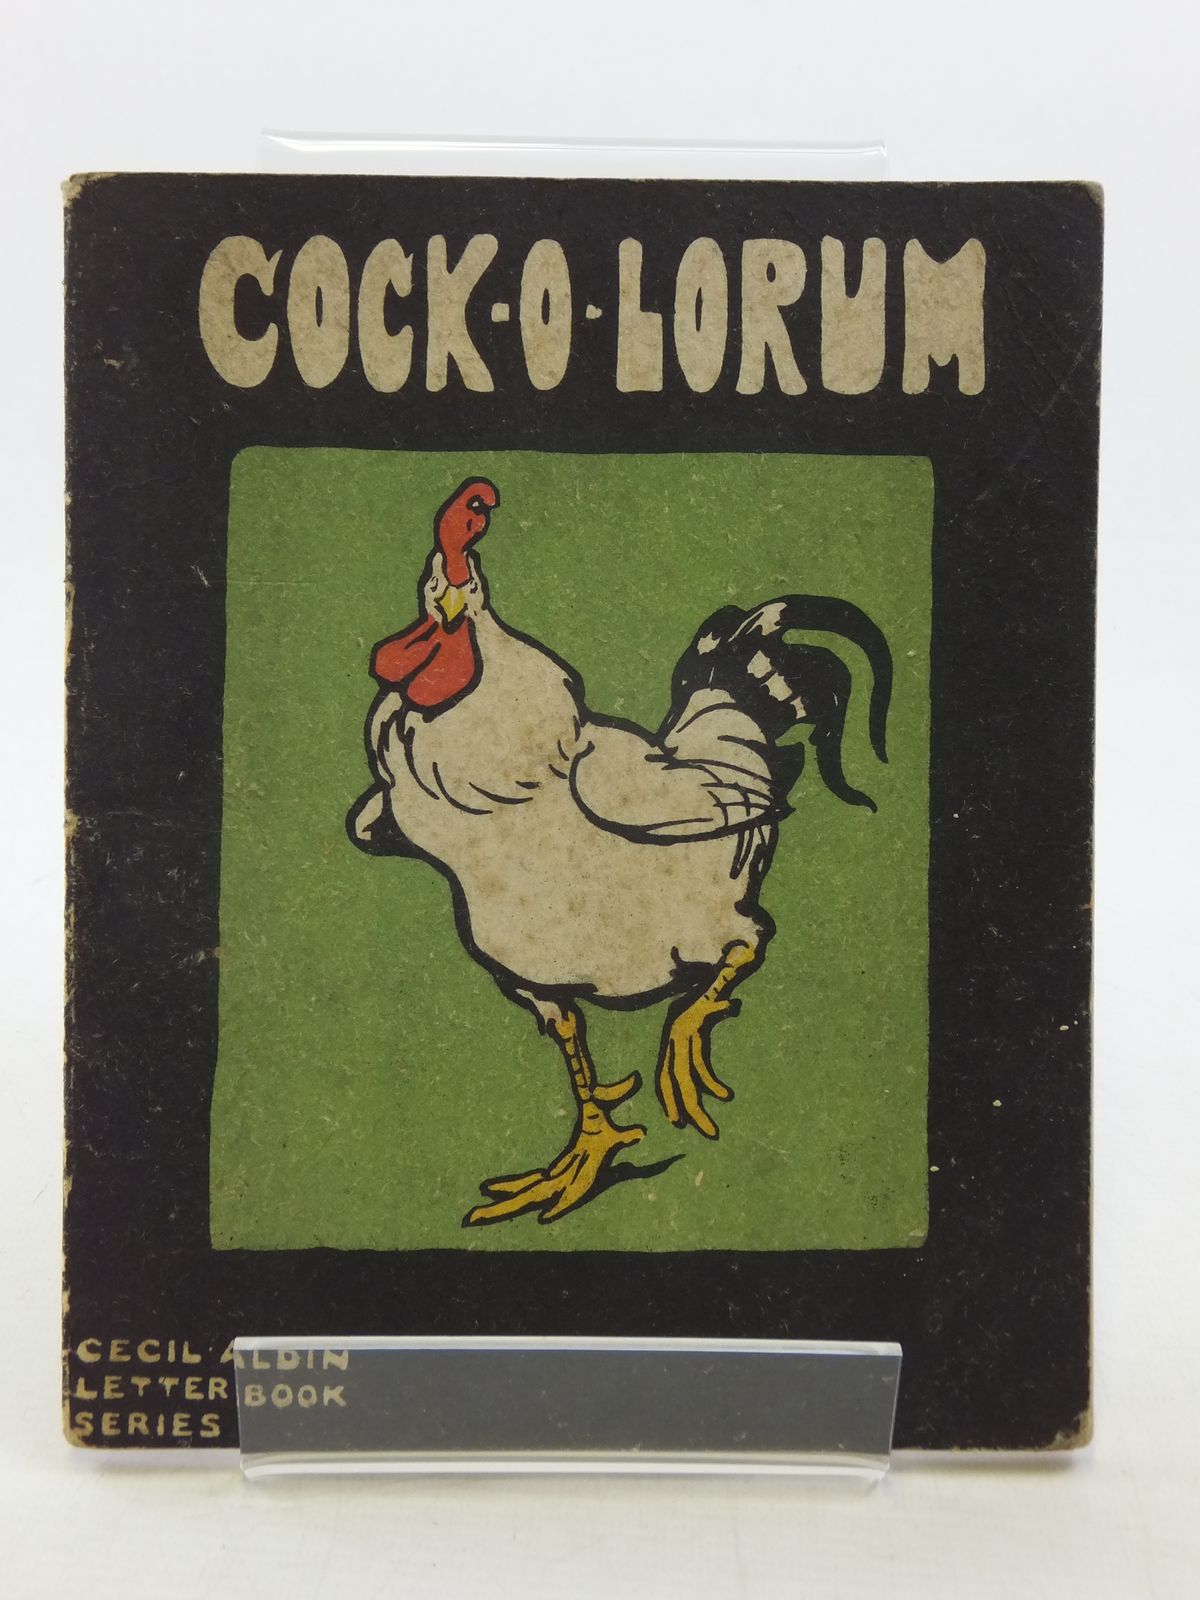 COCK-O-LORUM
CECIL·ALDIN
LETTER BOOK
SERIES